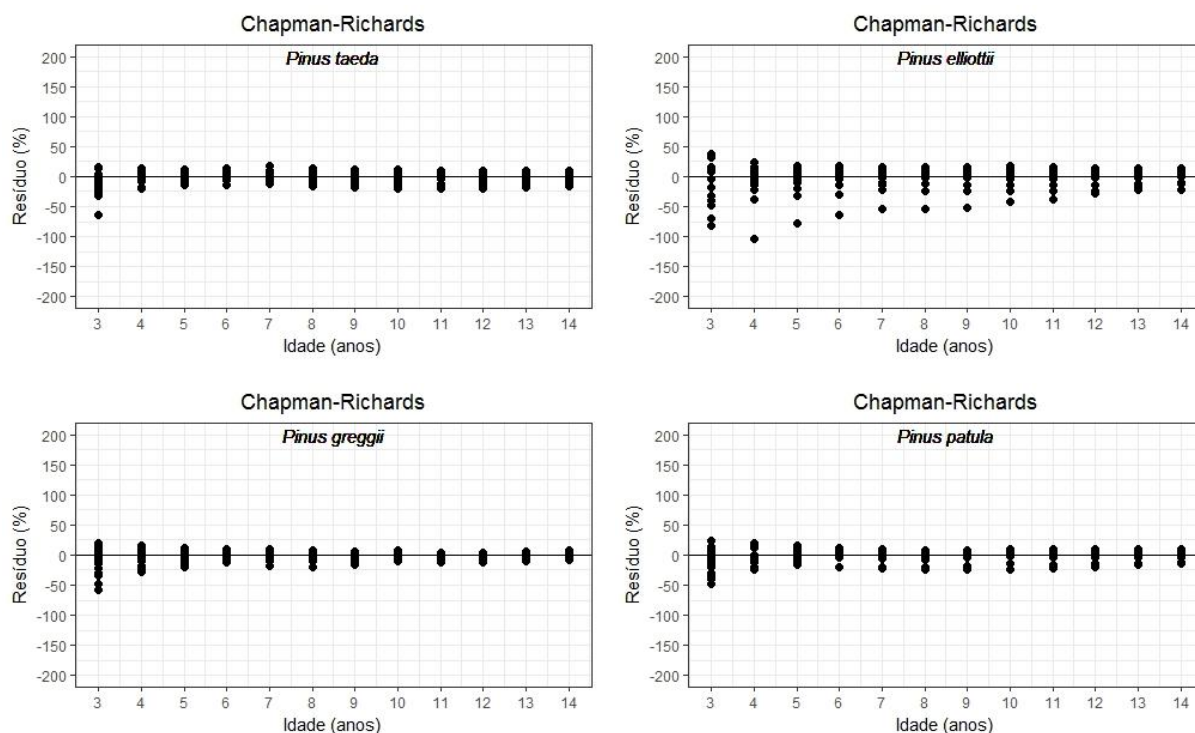 Chapman-Richards
Pinus taeda
Resíduo (%)
200
150
100
50
0
-50
-100
-150
-200
3 4 5 6 7 8 9 10 11 12 13 14
Idade (anos)
Chapman-Richards
Pinus elliottii
Resíduo (%)
200
150
100
50
0
-50
-100
-150
-200
3 4 5 6 7 8 9 10 11 12 13 14
Idade (anos)
Chapman-Richards
Pinus greggii
Resíduo (%)
200
150
100
50
0
-50
-100
-150
-200
3 4 5 6 7 8 9 10 11 12 13 14
Idade (anos)
Chapman-Richards
Pinus patula
Resíduo (%)
200
150
100
50
0
-50
-100
-150
-200
3 4 5 6 7 8 9 10 11 12 13 14
Idade (anos)